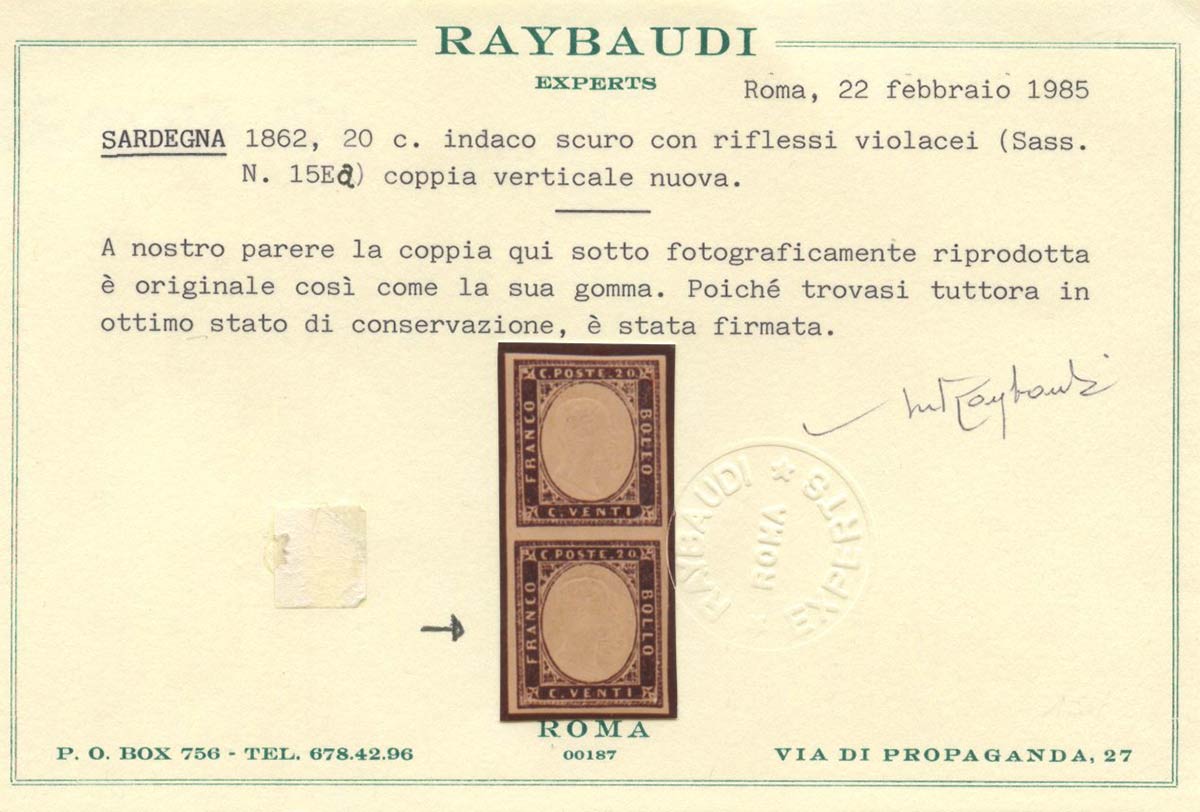 RAYBAUDI
EXPERTS
Roma, 22 febbraio 1985
SARDEGNA 1862, 20 c. indaco scuro con riflessi violacei (Sass.
N. 15Ea) coppia verticale nuova.
A nostro parere la coppia qui sotto fotograficamente riprodotta
è originale così come la sua gomma. Poiché trovasi tuttora in
ottimo stato di conservazione, è stata firmata.
C. POSTE. 20.
FRANCO
BOLLO
C. VENTI
C. POSTE. 20.
FRANCO
BOLLO
C. VENTI
Raybaudi
RAYBAUDI ★ EXPERTS
ROMA
ROMA
00187
P. O. BOX 756 - TEL. 678.42.96
VIA DI PROPAGANDA, 27